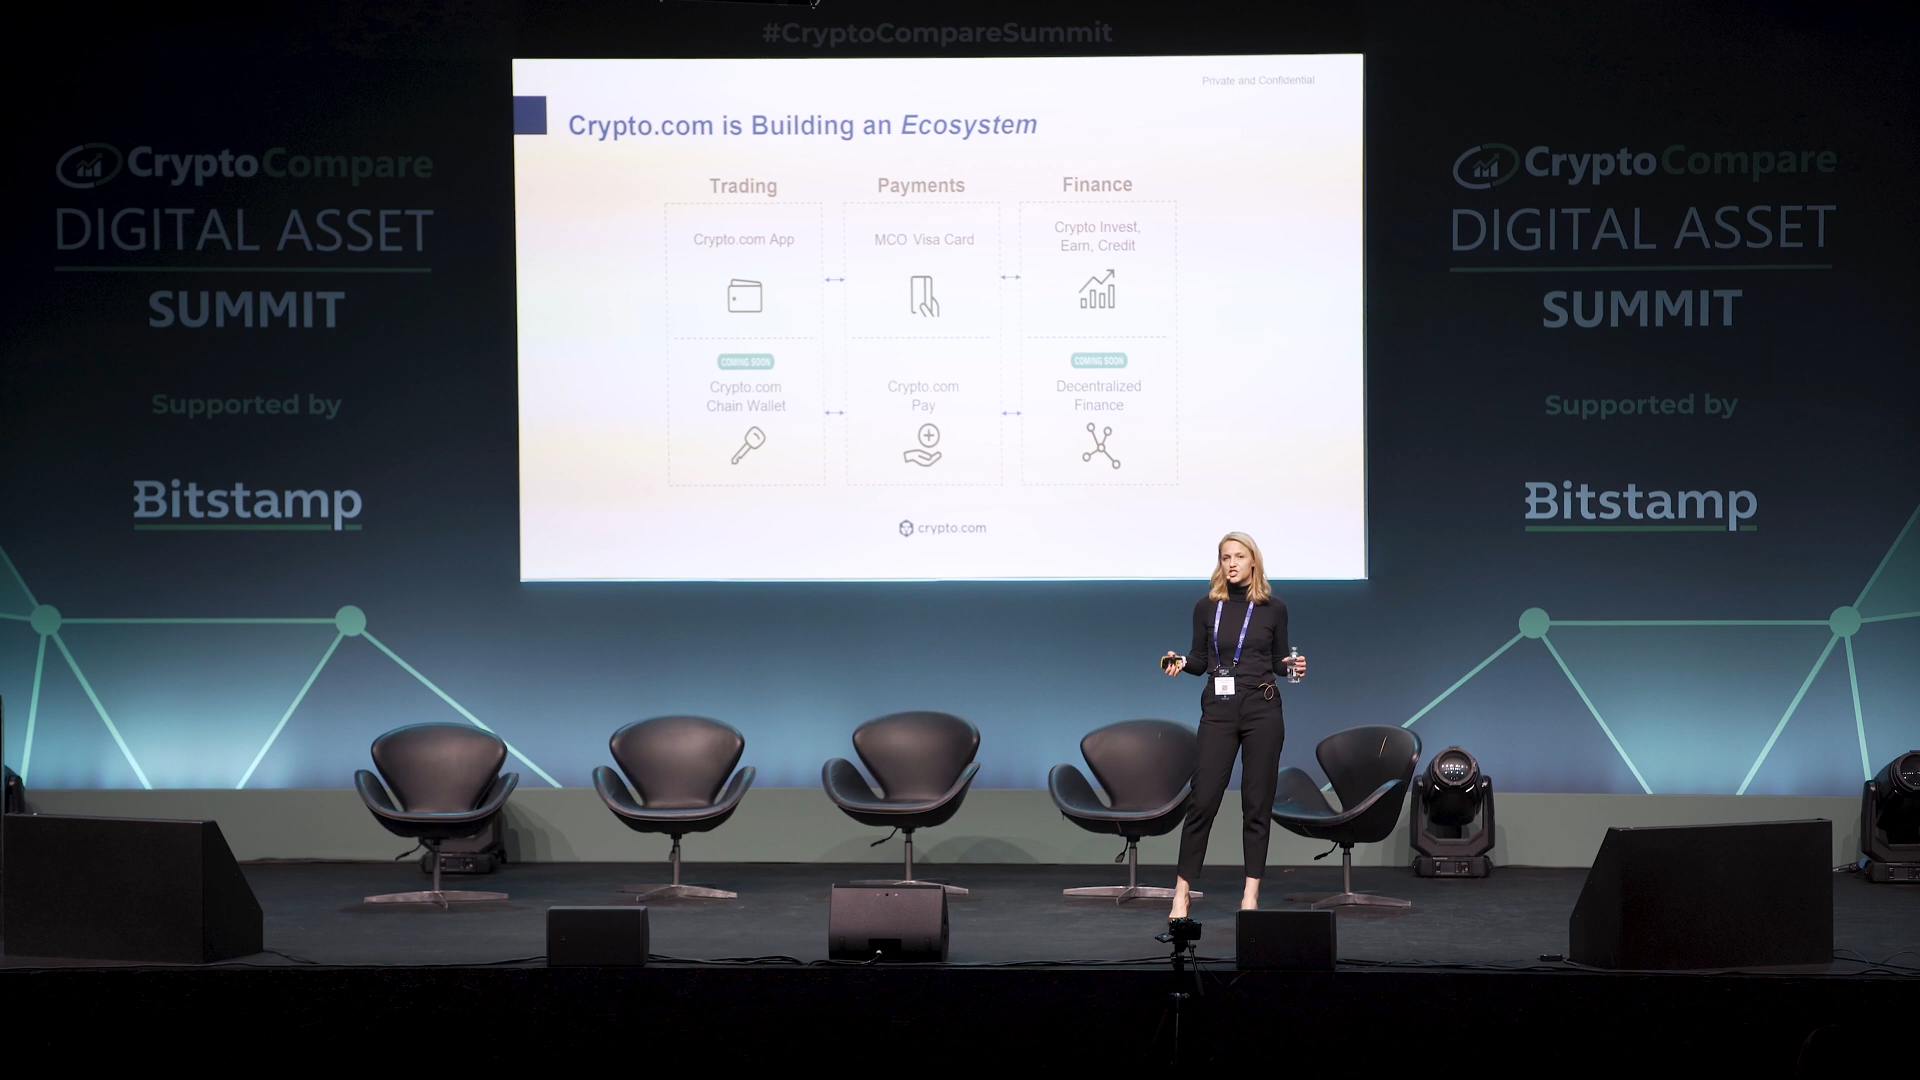 #CryptoCompareSummit
Private and Confidential
Crypto.com is Building an Ecosystem
Trading
Crypto.com App
COMING SOON
Crypto.com
Chain Wallet
Payments
MCO Visa Card
Crypto.com
Pay
Finance
Crypto Invest,
Earn, Credit
COMING SOON
Decentralized
Finance
crypto.com
CryptoCompare
DIGITAL ASSET
SUMMIT
Supported by
Bitstamp
CryptoCompare
DIGITAL ASSET
SUMMIT
Supported by
Bitstamp